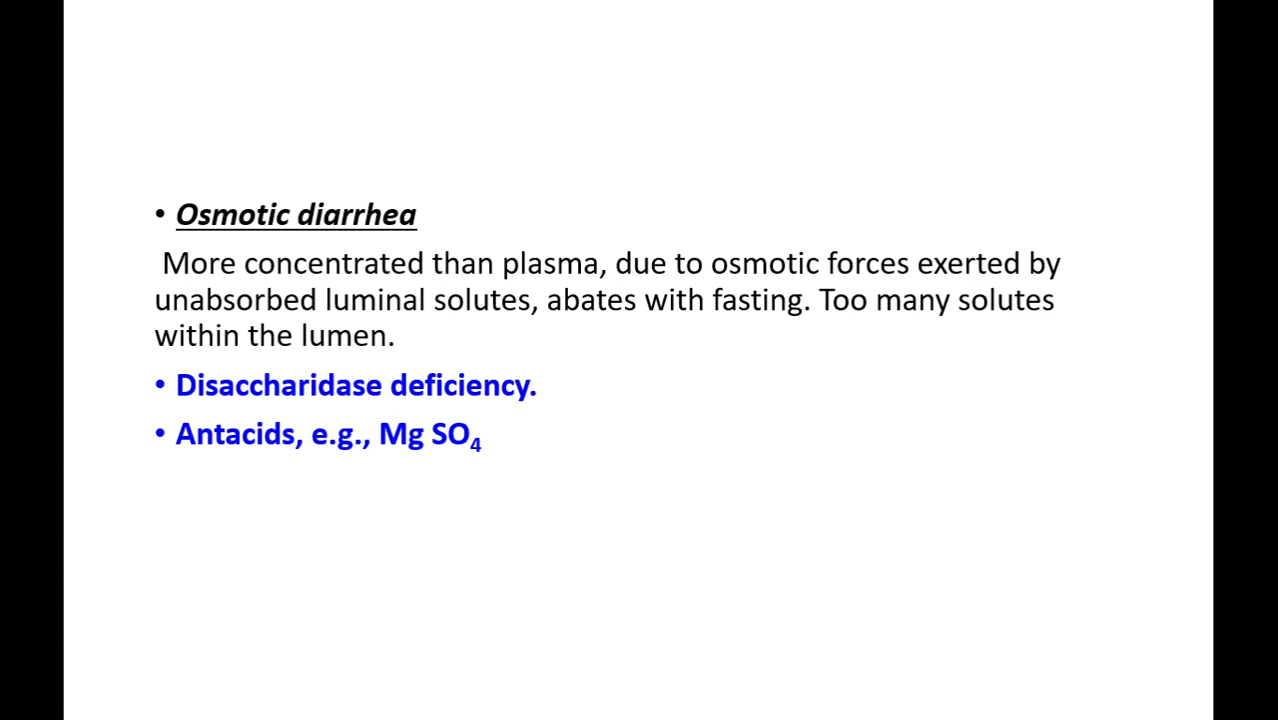 • Osmotic diarrhea
More concentrated than plasma, due to osmotic forces exerted by
unabsorbed luminal solutes, abates with fasting. Too many solutes
within the lumen.
• Disaccharidase deficiency.
• Antacids, e.g., Mg SO₄